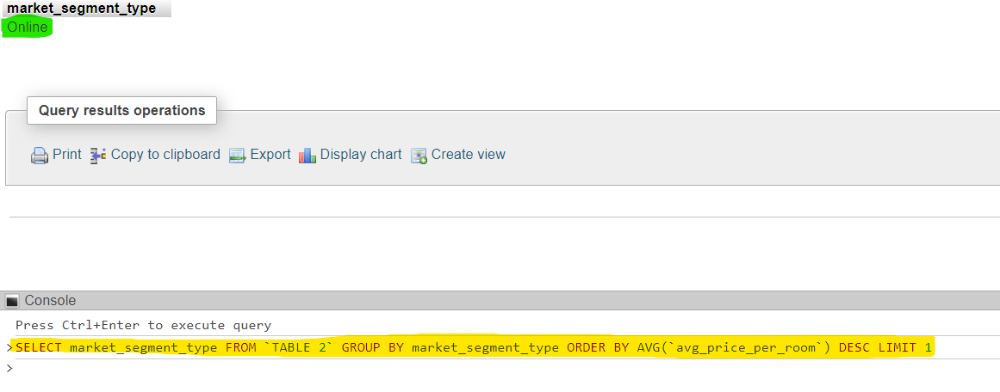 market_segment_type
Online
Query results operations
Print Copy to clipboard Export Display chart Create view
Console
Press Ctrl+Enter to execute query
>SELECT market_segment_type FROM `TABLE 2` GROUP BY market_segment_type ORDER BY AVG(`avg_price_per_room`) DESC LIMIT 1
>